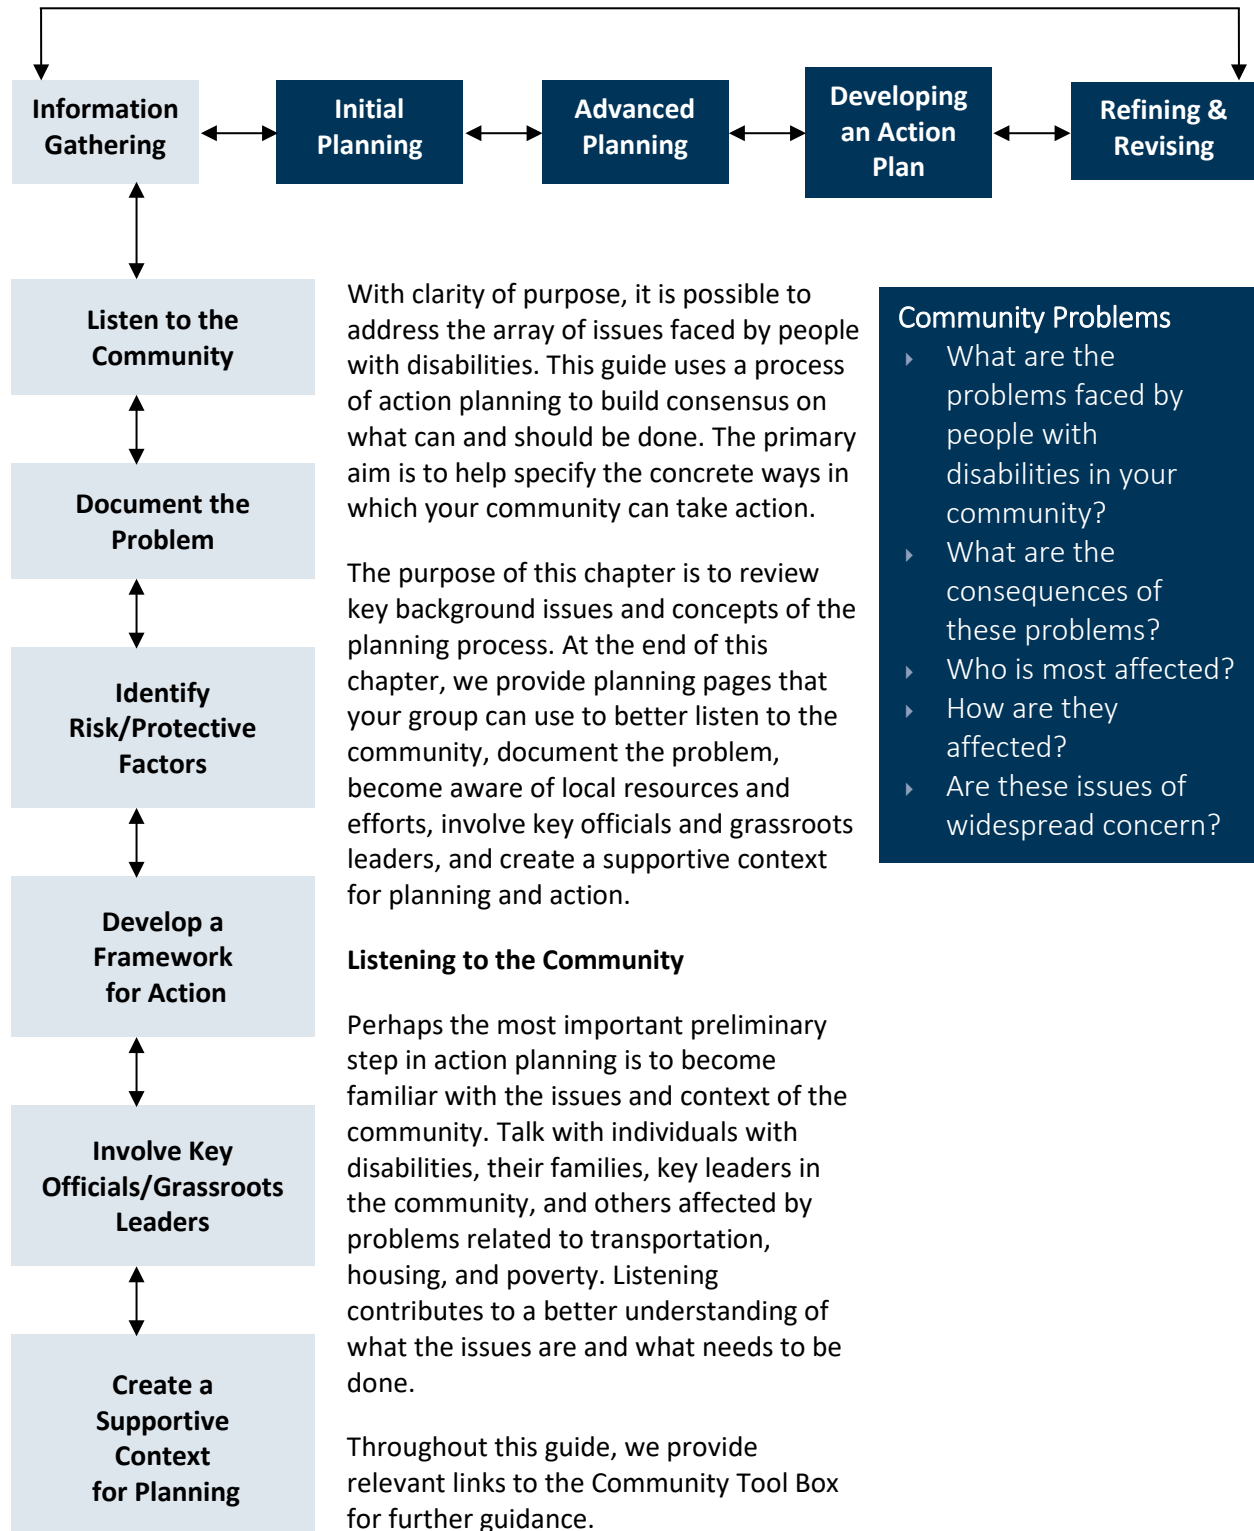 Information
Gathering
Initial
Planning
Advanced
Planning
Developing
an Action
Plan
Refining &
Revising
Listen to the
Community
Document the
Problem
Identify
Risk/Protective
Factors
Develop a
Framework
for Action
Involve Key
Officials/Grassroots
Leaders
Create a
Supportive
Context
for Planning
With clarity of purpose, it is possible to
address the array of issues faced by people
with disabilities. This guide uses a process
of action planning to build consensus on
what can and should be done. The primary
aim is to help specify the concrete ways in
which your community can take action.
The purpose of this chapter is to review
key background issues and concepts of the
planning process. At the end of this
chapter, we provide planning pages that
your group can use to better listen to the
community, document the problem,
become aware of local resources and
efforts, involve key officials and grassroots
leaders, and create a supportive context
for planning and action.
Listening to the Community
Perhaps the most important preliminary
step in action planning is to become
familiar with the issues and context of the
community. Talk with individuals with
disabilities, their families, key leaders in
the community, and others affected by
problems related to transportation,
housing, and poverty. Listening
contributes to a better understanding of
what the issues are and what needs to be
done.
Throughout this guide, we provide
relevant links to the Community Tool Box
for further guidance.
Community Problems
What are the
problems faced by
people with
disabilities in your
community?
What are the
consequences of
these problems?
Who is most affected?
How are they
affected?
Are these issues of
widespread concern?